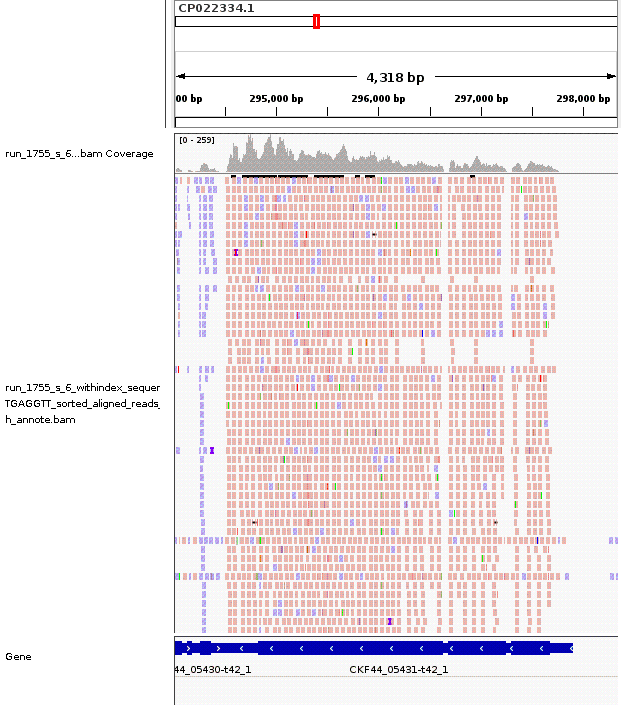 CP022334.1
4,318 bp
00 bp 295,000 bp 296,000 bp 297,000 bp 298,000 bp
[0 - 259]
run_1755_s_6...bam Coverage
run_1755_s_6_withindex_sequer
TGAGGTT_sorted_aligned_reads_
h_annote.bam
Gene
44_05430-t42_1 CKF44_05431-t42_1